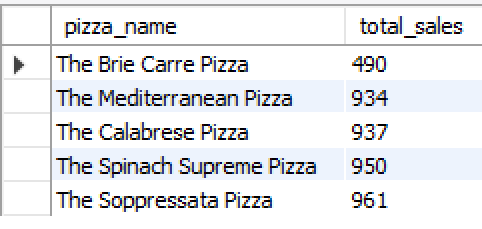 pizza_name total_sales
The Brie Carre Pizza 490
The Mediterranean Pizza 934
The Calabrese Pizza 937
The Spinach Supreme Pizza 950
The Soppressata Pizza 961